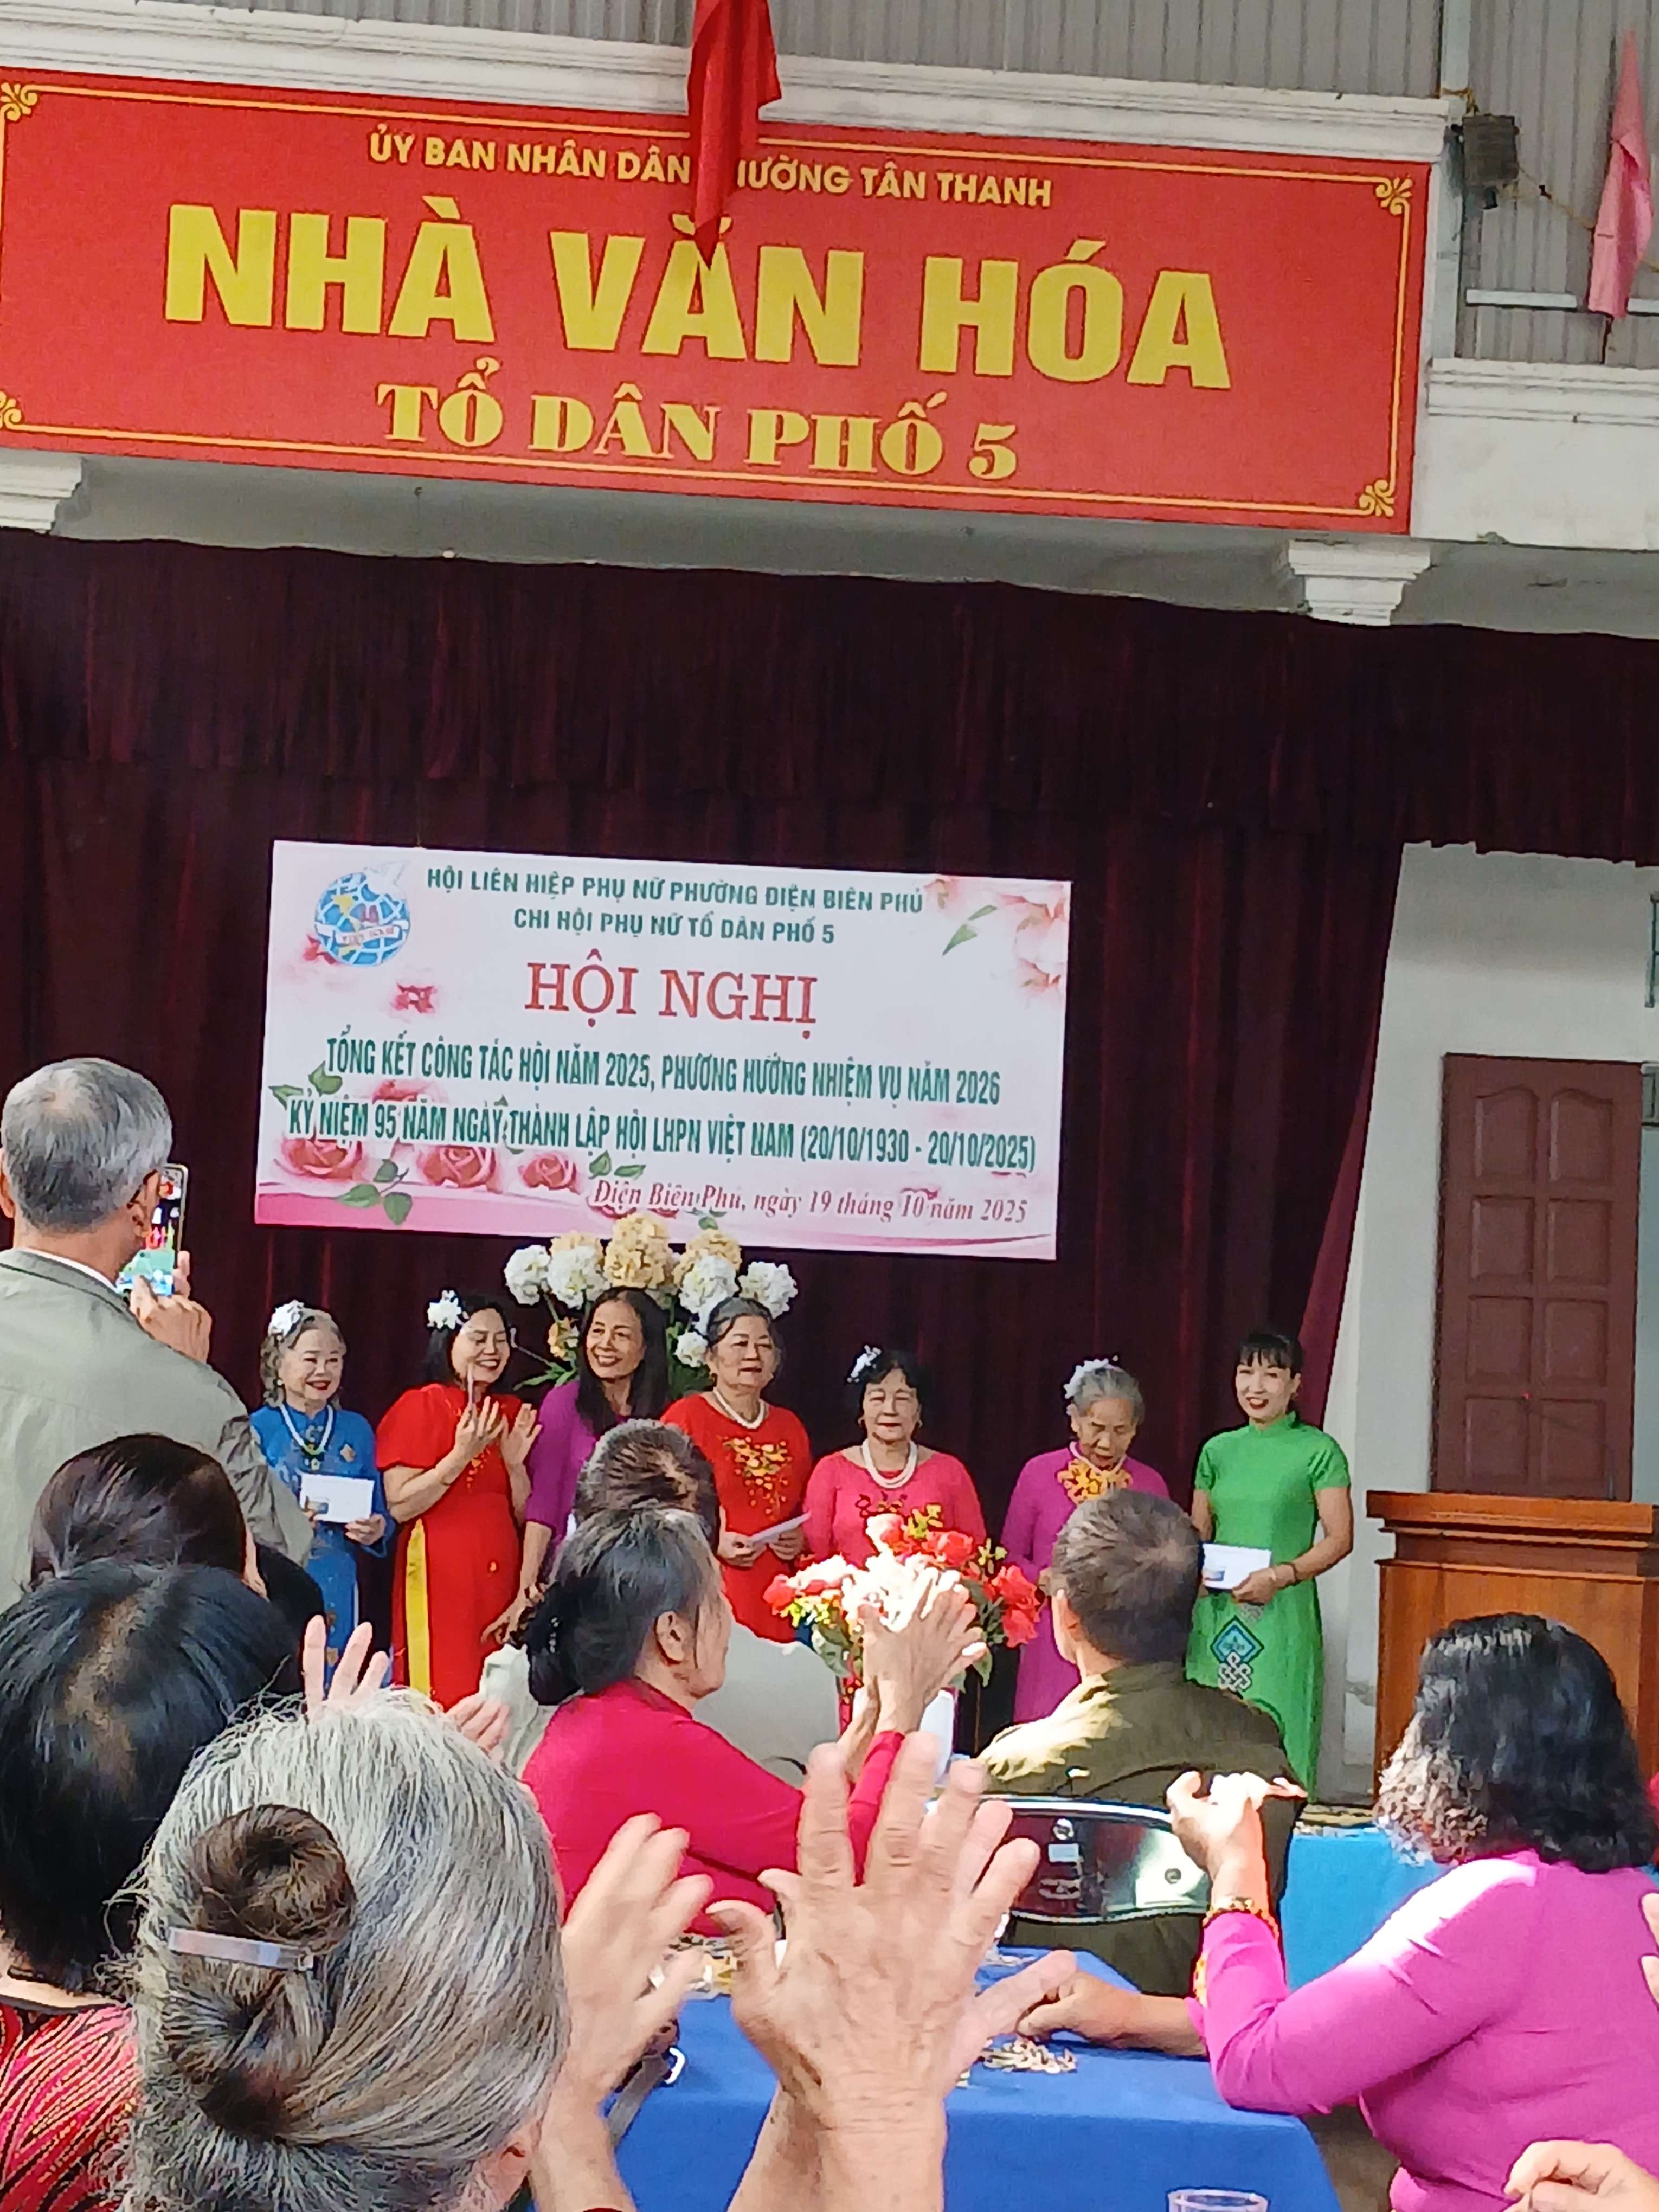 ỦY BAN NHÂN DÂN PHƯỜNG TÂN THANH
NHÀ VĂN HÓA
TỔ DÂN PHỐ 5
HỘI LIÊN HIỆP PHỤ NỮ PHƯỜNG ĐIỆN BIÊN PHỦ
CHI HỘI PHỤ NỮ TỔ DÂN PHỐ 5
HỘI NGHỊ
TỔNG KẾT CÔNG TÁC HỘI NĂM 2025, PHƯƠNG HƯỚNG NHIỆM VỤ NĂM 2026
KỶ NIỆM 95 NĂM NGÀY THÀNH LẬP HỘI LHPN VIỆT NAM (20/10/1930 - 20/10/2025)
Điện Biên Phủ, ngày 19 tháng 10 năm 2025